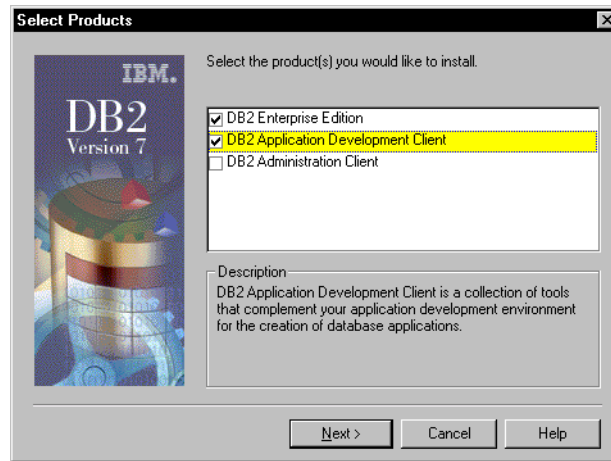 Select Products
IBM.
DB2
Version 7
Select the product(s) you would like to install.
DB2 Enterprise Edition
DB2 Application Development Client
DB2 Administration Client
Description
DB2 Application Development Client is a collection of tools
that complement your application development environment
for the creation of database applications.
Next >
Cancel
Help